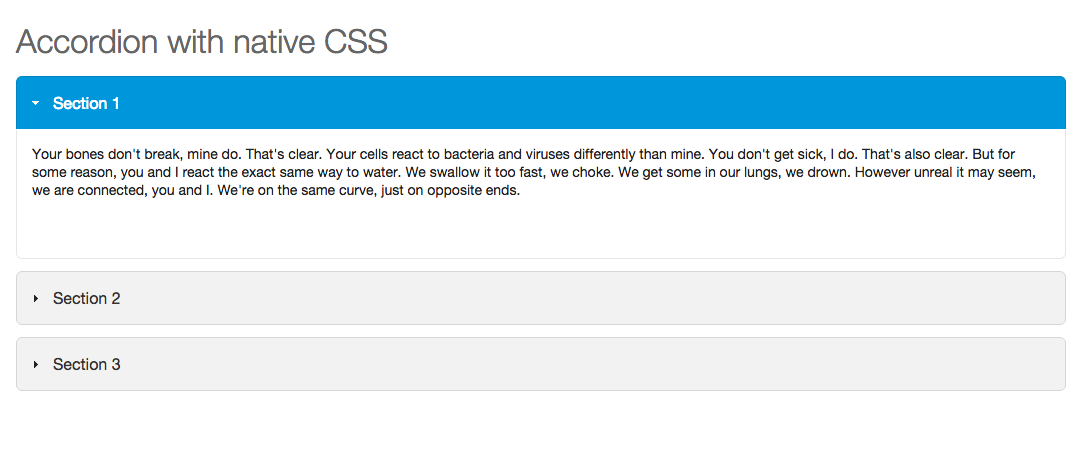 Accordion with native CSS
Section 1
Your bones don't break, mine do. That's clear. Your cells react to bacteria and viruses differently than mine. You don't get sick, I do. That's also clear. But for
some reason, you and I react the exact same way to water. We swallow it too fast, we choke. We get some in our lungs, we drown. However unreal it may seem,
we are connected, you and I. We're on the same curve, just on opposite ends.
Section 2
Section 3